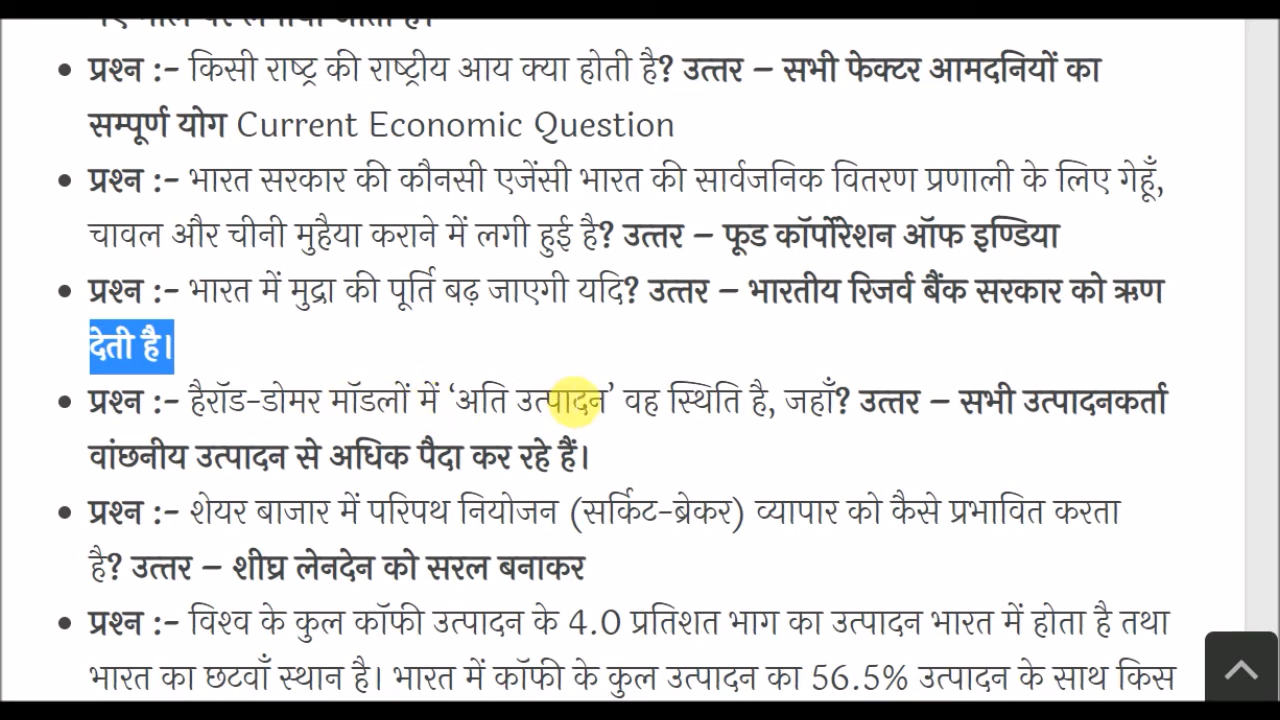 • प्रश्न :- किसी राष्ट्र की राष्ट्रीय आय क्या होती है? उत्तर – सभी फेक्टर आमदनियों का
सम्पूर्ण योग Current Economic Question
• प्रश्न :- भारत सरकार की कौनसी एजेंसी भारत की सार्वजनिक वितरण प्रणाली के लिए गेहूँ,
चावल और चीनी मुहैया कराने में लगी हुई है? उत्तर – फूड कॉर्पोरेशन ऑफ इण्डिया
• प्रश्न :- भारत में मुद्रा की पूर्ति बढ़ जाएगी यदि? उत्तर – भारतीय रिजर्व बैंक सरकार को ऋण
देती है।
• प्रश्न :- हैरॉड-डोमर मॉडलों में ‘अति उत्पादन’ वह स्थिति है, जहाँ? उत्तर – सभी उत्पादनकर्ता
वांछनीय उत्पादन से अधिक पैदा कर रहे हैं।
• प्रश्न :- शेयर बाजार में परिपथ नियोजन (सर्किट-ब्रेकर) व्यापार को कैसे प्रभावित करता
है? उत्तर – शीघ्र लेनदेन को सरल बनाकर
• प्रश्न :- विश्व के कुल कॉफी उत्पादन के 4.0 प्रतिशत भाग का उत्पादन भारत में होता है तथा
भारत का छटवाँ स्थान है। भारत में कॉफी के कुल उत्पादन का 56.5% उत्पादन के साथ किस